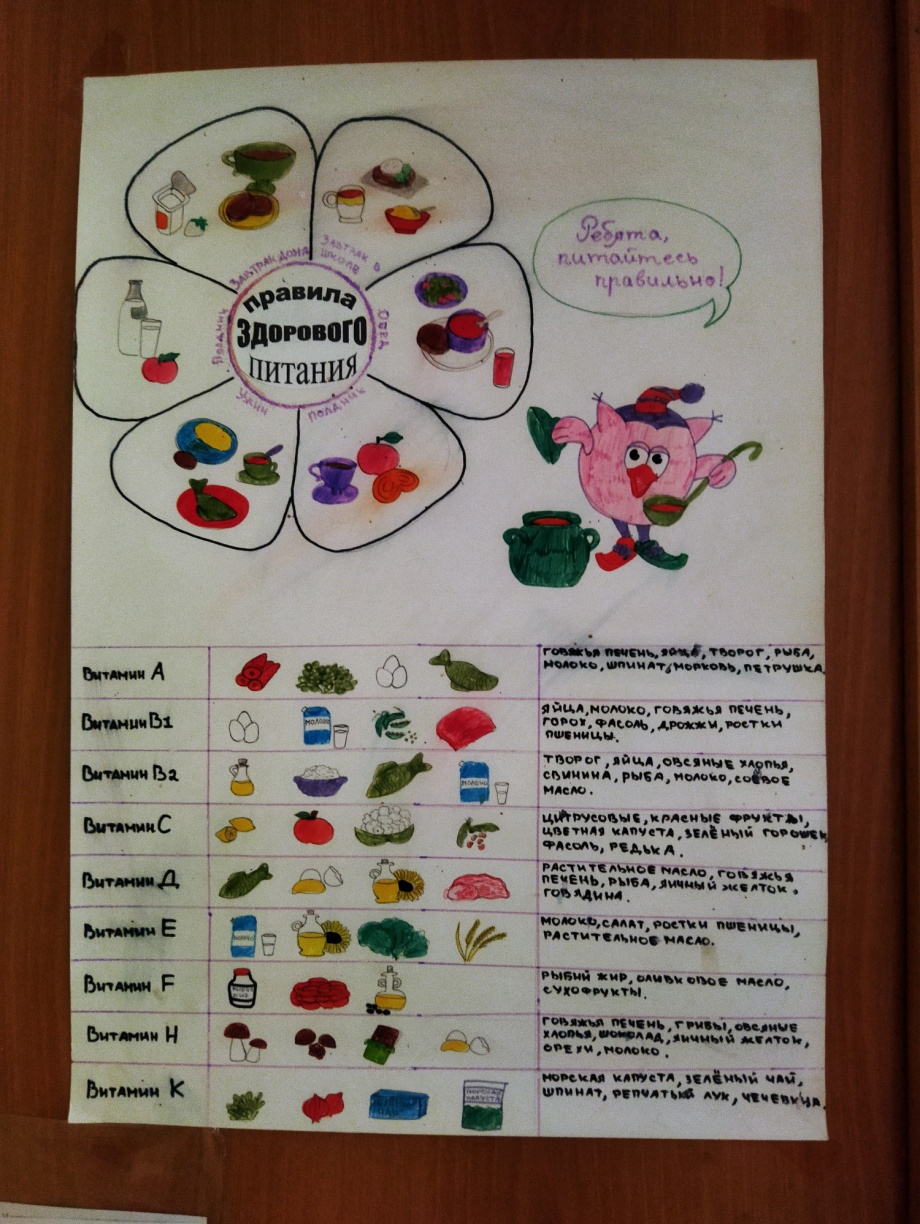 Завтрак дома
Завтрак в
школе
Обед
Полдник
Ужин
Полдник
правила
ЗДОРОВОГО
питания
Ребята,
питайтесь
правильно!
Витамин А
говяжья печень, яйцо, творог, рыба,
молоко, шпинат, морковь, петрушка.
Витамин В1
молоко
яйца, молоко, говяжья печень,
горох, фасоль, дрожжи, ростки
пшеницы.
Витамин В2
молоко
творог, яйца, овсяные хлопья,
свинина, рыба, молоко, соевое
масло.
Витамин С
цитрусовые, красные фрукты,
цветная капуста, зелёный горошек
фасоль, редька.
Витамин Д
растительное масло, говяжья
печень, рыба, яичный желток.
говядина.
Витамин Е
молоко
молоко, салат, ростки пшеницы,
растительное масло.
Витамин F
рыбий жир, оливковое масло,
сухофрукты.
Витамин Н
говяжья печень, грибы, овсяные
хлопья, шоколад, яичный желток,
орехи, молоко.
Витамин К
морская
капуста
морская капуста, зелёный чай,
шпинат, репчатый лук, чечевица.